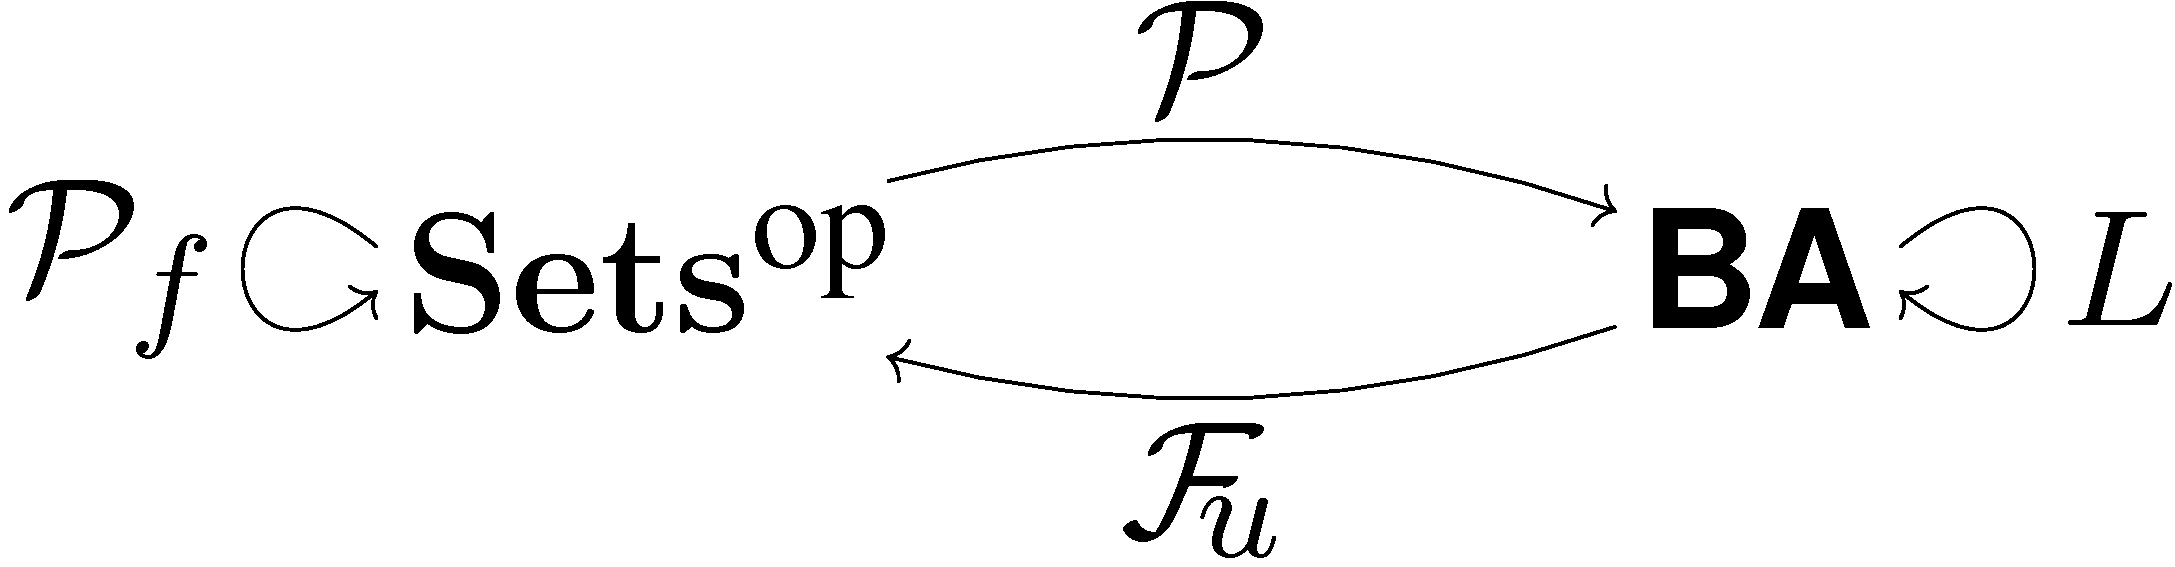 𝒫
𝒫_f Sets^op BA L
ℱ_u